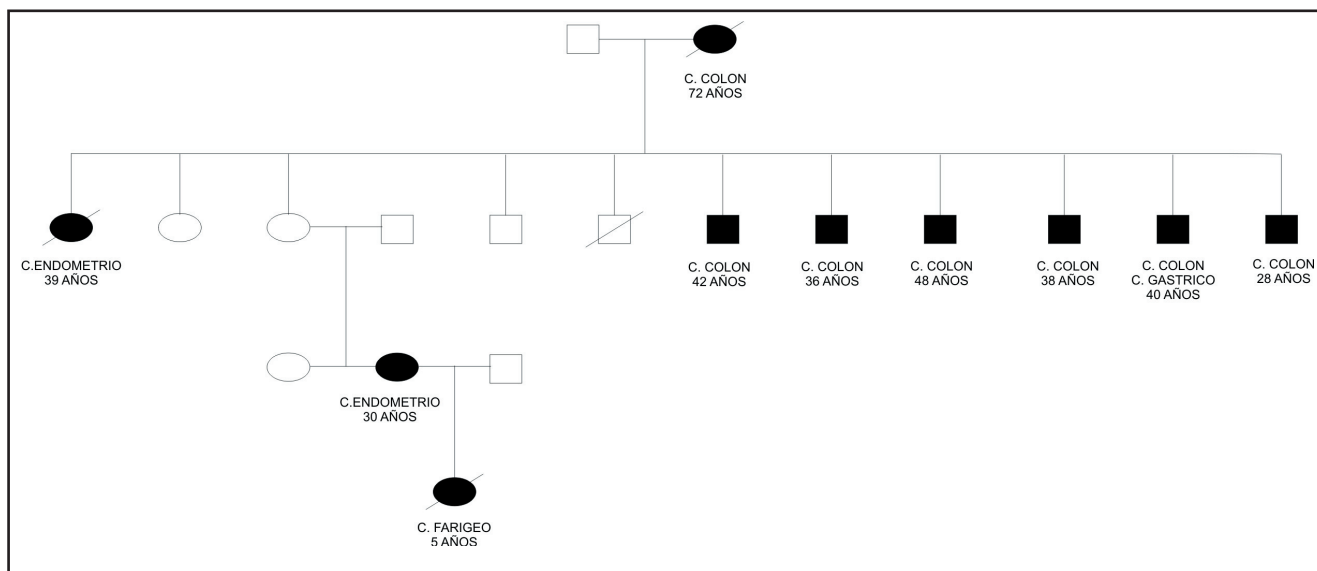 C. COLON
72 AÑOS
C.ENDOMETRIO
39 AÑOS
C. COLON
42 AÑOS
C. COLON
36 AÑOS
C. COLON
48 AÑOS
C. COLON
38 AÑOS
C. COLON
C. GASTRICO
40 AÑOS
C. COLON
28 AÑOS
C.ENDOMETRIO
30 AÑOS
C. FARIGEO
5 AÑOS